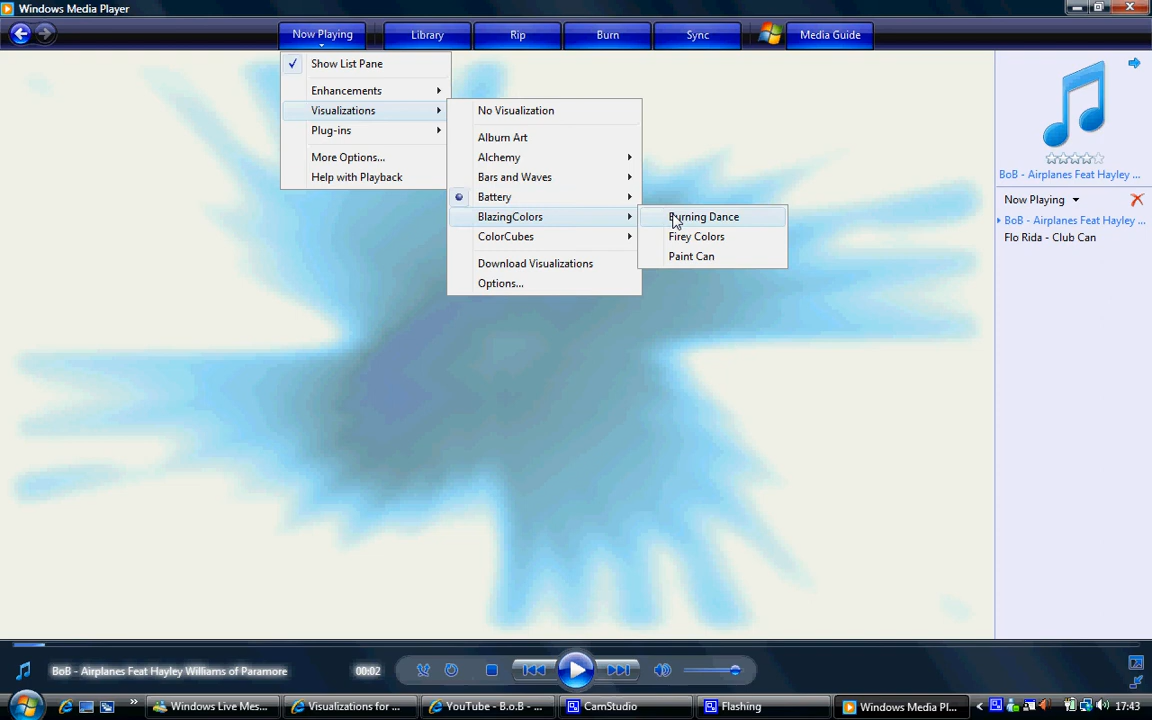 Windows Media Player
Now Playing
Library
Rip
Burn
Sync
Media Guide
Show List Pane
Enhancements
Visualizations
Plug-ins
More Options...
Help with Playback
No Visualization
Album Art
Alchemy
Bars and Waves
Battery
BlazingColors
ColorCubes
Download Visualizations
Options...
Burning Dance
Firey Colors
Paint Can
BoB - Airplanes Feat Hayley ...
Now Playing
BoB - Airplanes Feat Hayley ...
Flo Rida - Club Can
BoB - Airplanes Feat Hayley Williams of Paramore
00:02
Windows Live Mes...
Visualizations for ...
YouTube - B.o.B - ...
CamStudio
Flashing
Windows Media Pl...
17:43